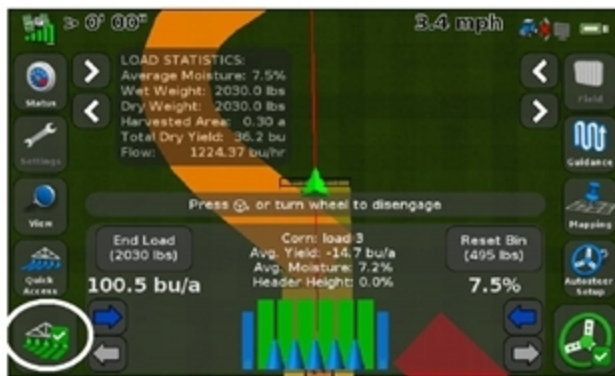 0' 00"
3.4 mph
LOAD STATISTICS:
Average Moisture: 7.5%
Wet Weight: 2030.0 lbs
Dry Weight: 2030.0 lbs
Harvested Area: 0.30 a
Total Dry Yield: 36.2 bu
Flow: 1224.37 bu/hr
Status
Settings
View
Quick
Access
Field
Guidance
Mapping
Autosteer
Setup
Press , or turn wheel to disengage
End Load
(2030 lbs)
100.5 bu/a
Corn: load 3
Avg. Yield: -14.7 bu/a
Avg. Moisture: 7.2%
Header Height: 0.0%
Reset Bin
(495 lbs)
7.5%